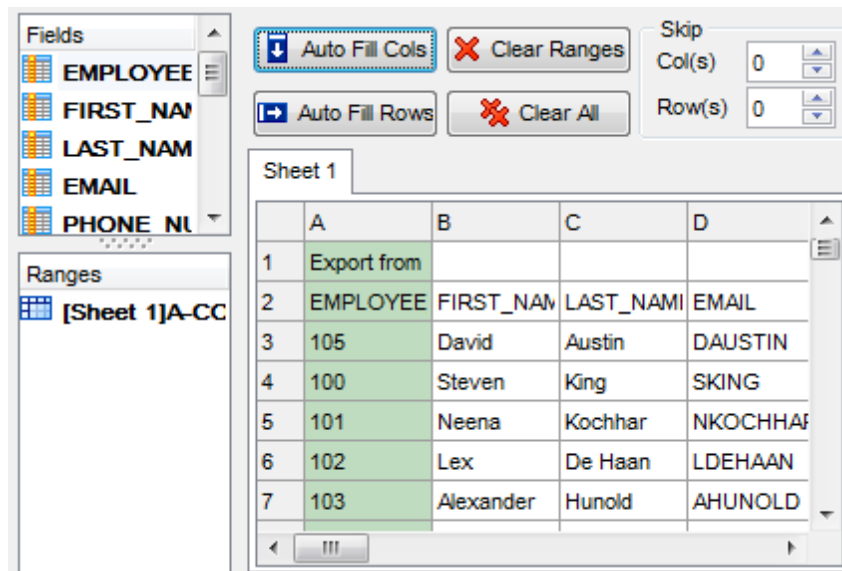 Fields
EMPLOYEE
FIRST_NAM
LAST_NAM
EMAIL
PHONE_NU
Ranges
[Sheet 1]A-CO
Auto Fill Cols
Clear Ranges
Auto Fill Rows
Clear All
Skip
Col(s) 0
Row(s) 0
Sheet 1
A B C D
1 Export from
2 EMPLOYEE FIRST_NAM LAST_NAM EMAIL
3 105 David Austin DAUSTIN
4 100 Steven King SKING
5 101 Neena Kochhar NKOCHHAR
6 102 Lex De Haan LDEHAAN
7 103 Alexander Hunold AHUNOLD